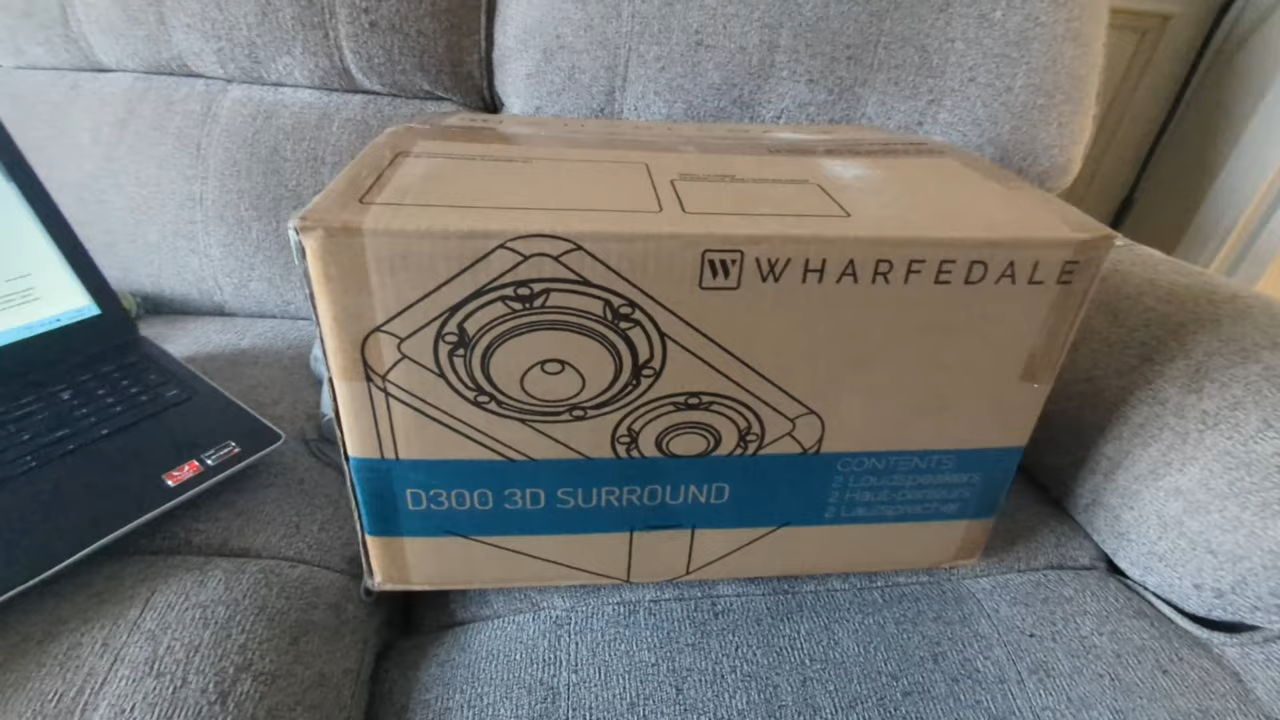 W WHARFEDALE
D300 3D SURROUND
CONTENTS:
2 Loudspeakers
2 Haut-parleurs
2 Lautsprecher